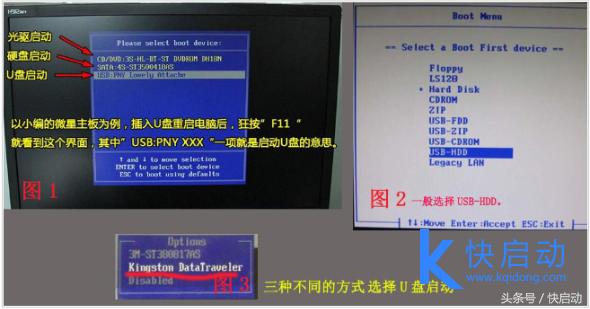 HSBam
光驱启动
硬盘启动
U盘启动
Please select boot device:
CD/DVD:3S-HL-DT-ST DVDROM DH18N
SATA:4S-ST3500418AS
USB:PNY Lovely Attache
以小编的微星主板为例，插入U盘重启电脑后，狂按“F11 “
就看到这个界面，其中“USB:PNY XXX “一项就是启动U盘的意思。
↑ and ↓ to move selection
ENTER to select boot device
ESC to boot using defaults
图 1
Boot Menu
== Select a Boot First device ==
Floppy
LS120
* Hard Disk
CDROM
ZIP
USB-FDD
USB-ZIP
USB-CDROM
USB-HDD
Legacy LAN
图 2 一般选择 USB-HDD。
↑↓:Move Enter:Accept ESC:Exit
Options
3M-ST380817AS
Kingston DataTraveler
Disabled
图 3
三种不同的方式 选择 U 盘启动
K 快启动
www.kqidong.com
头条号 / 快启动